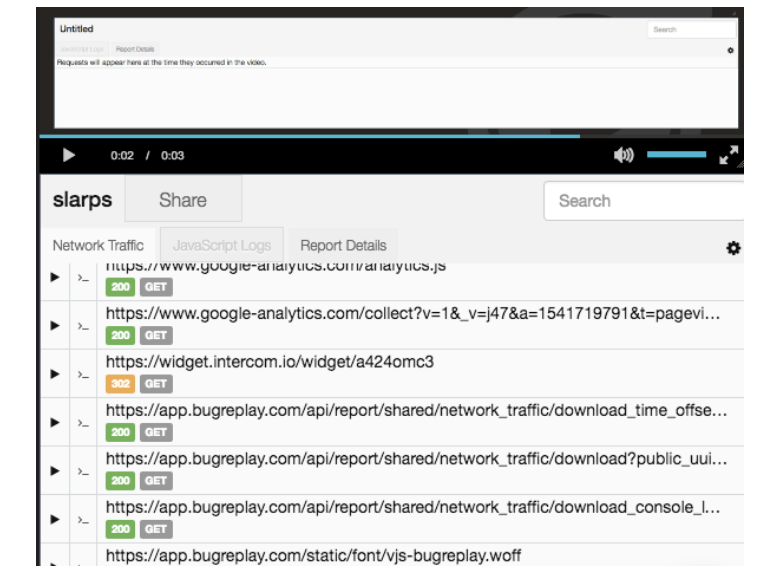 Untitled
Search
JavaScript Logs Report Details
Requests will appear here at the time they occurred in the video.
0:02 / 0:03
slarps Share Search
Network Traffic JavaScript Logs Report Details
https://www.google-analytics.com/analytics.js
200 GET
https://www.google-analytics.com/collect?v=1&_v=j47&a=1541719791&t=pagevi...
200 GET
https://widget.intercom.io/widget/a424omc3
302 GET
https://app.bugreplay.com/api/report/shared/network_traffic/download_time_offse...
200 GET
https://app.bugreplay.com/api/report/shared/network_traffic/download?public_uui...
200 GET
https://app.bugreplay.com/api/report/shared/network_traffic/download_console_l...
200 GET
https://app.bugreplay.com/static/font/vjs-bugreplay.woff